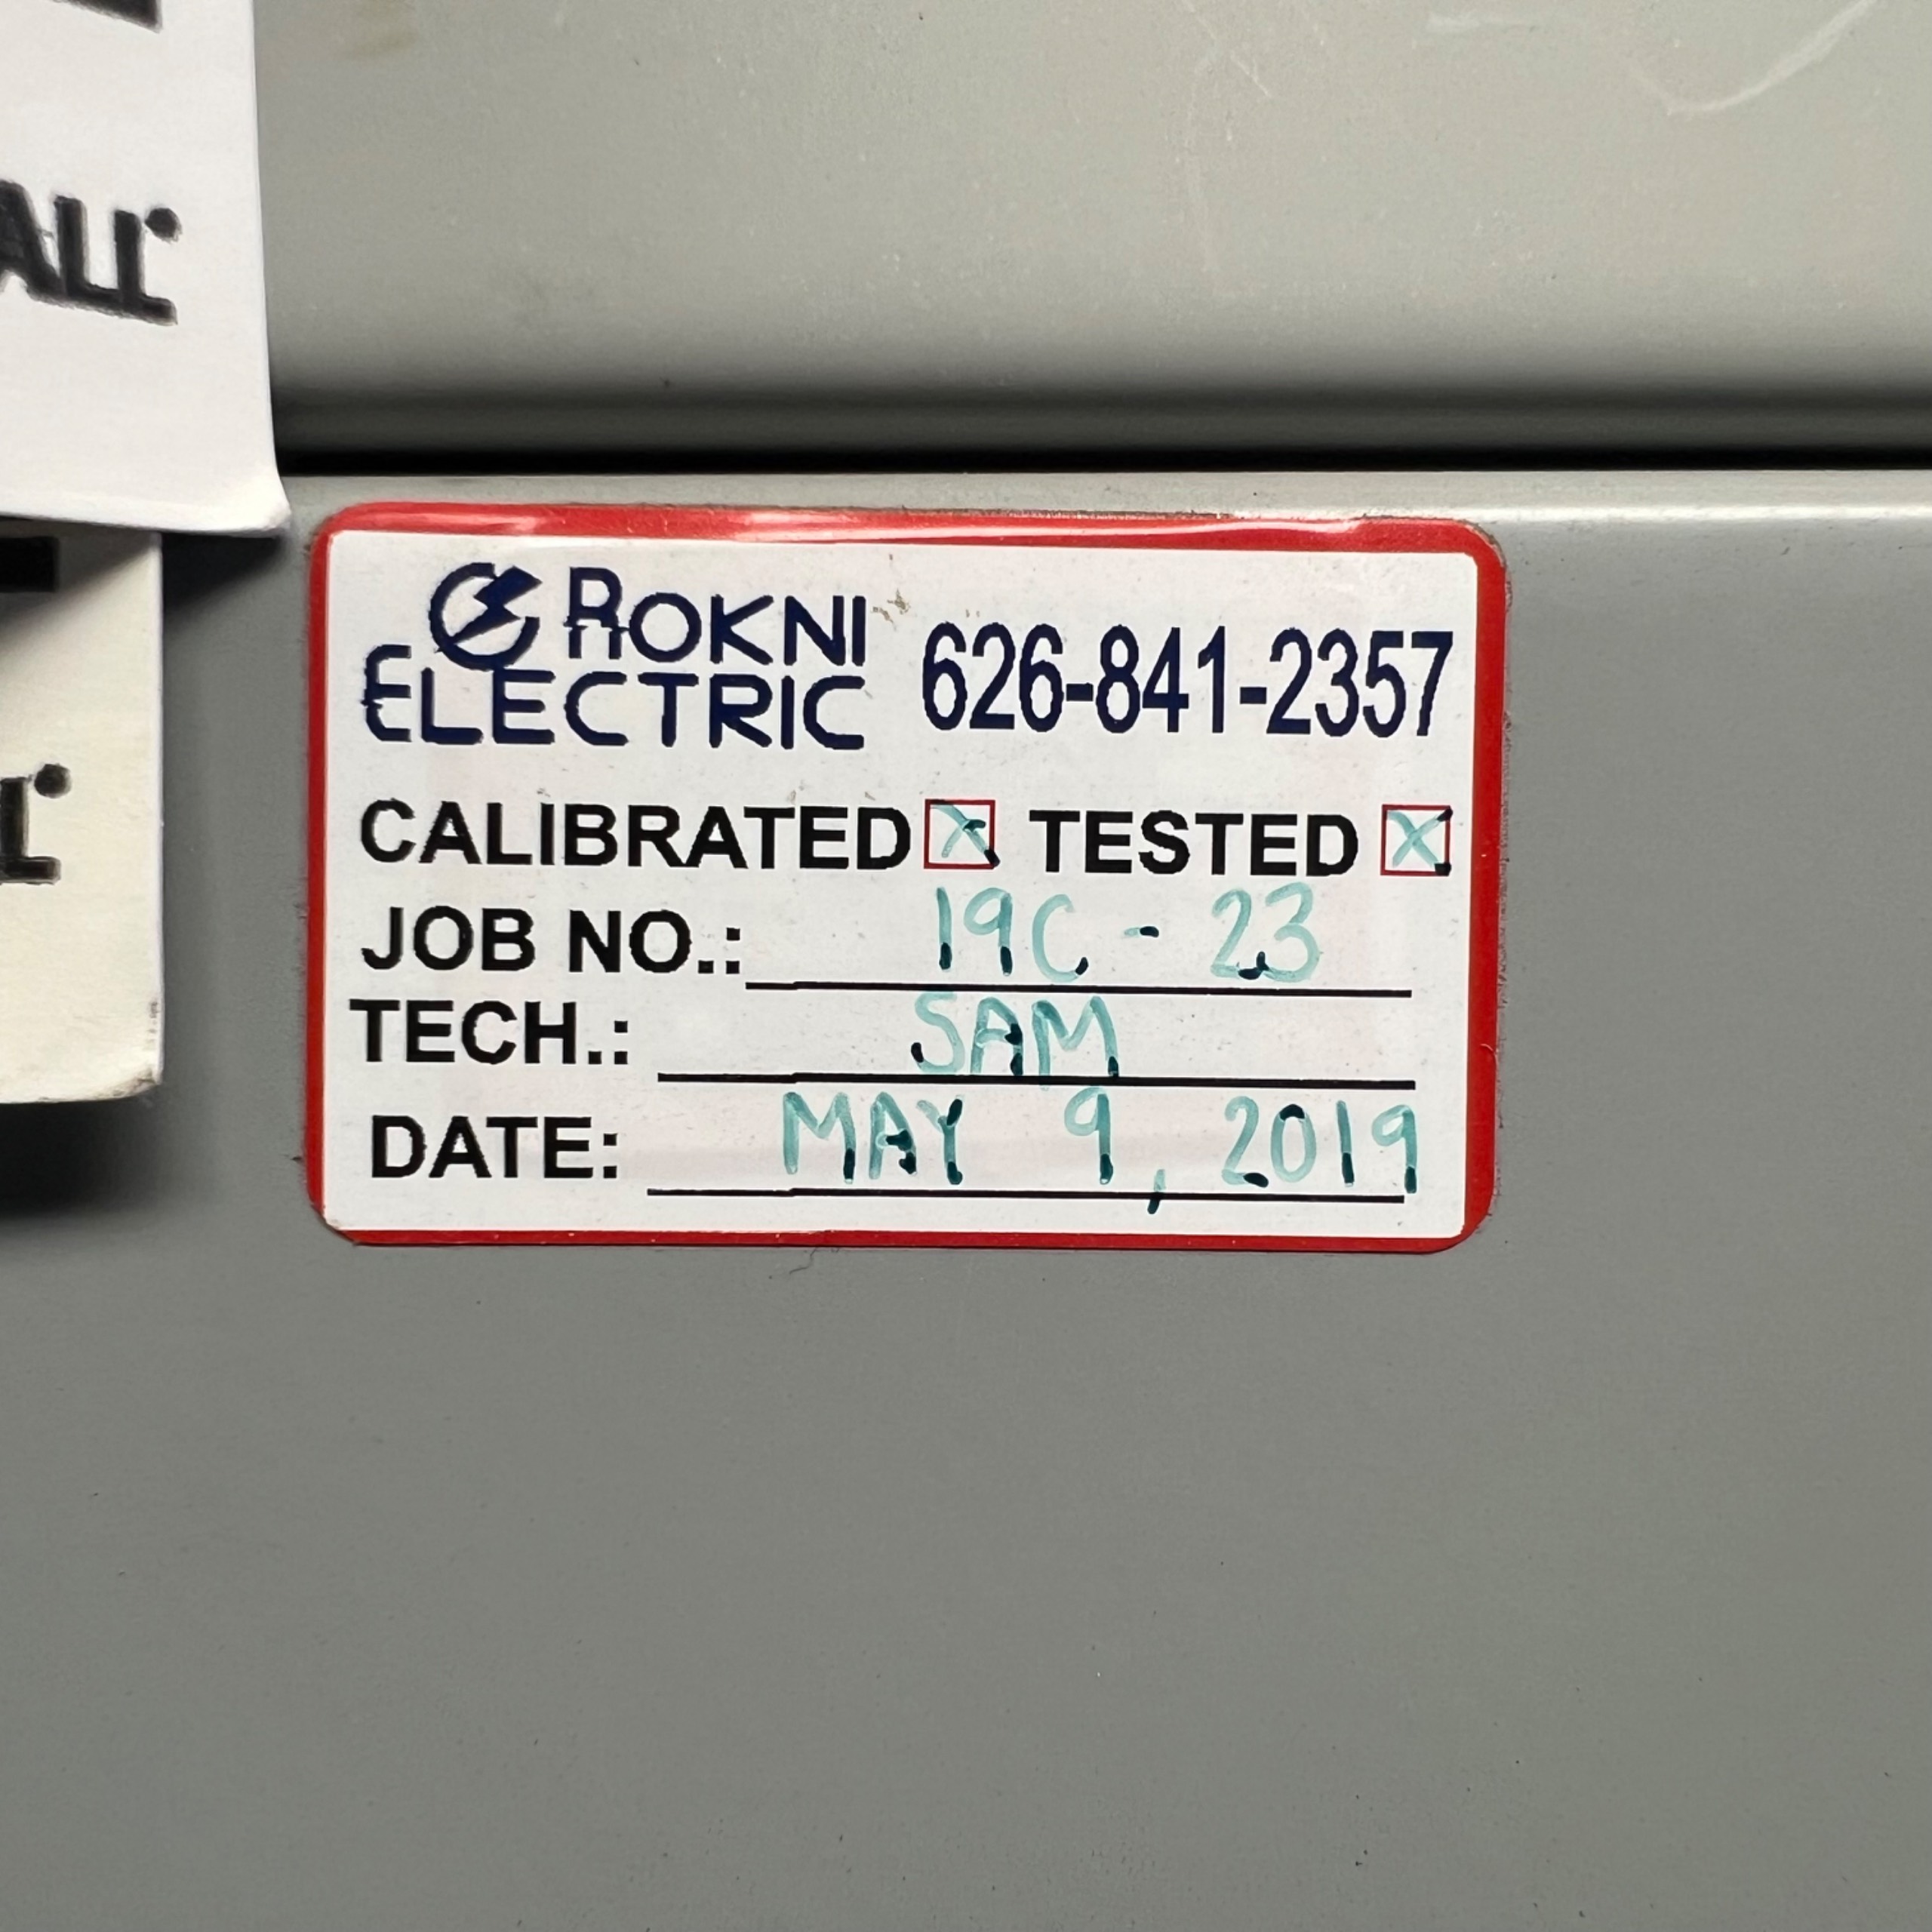 ROKNI
ELECTRIC
626-841-2357
CALIBRATED X TESTED X
JOB NO.: 19C - 23
TECH.: SAM
DATE: MAY 9, 2019